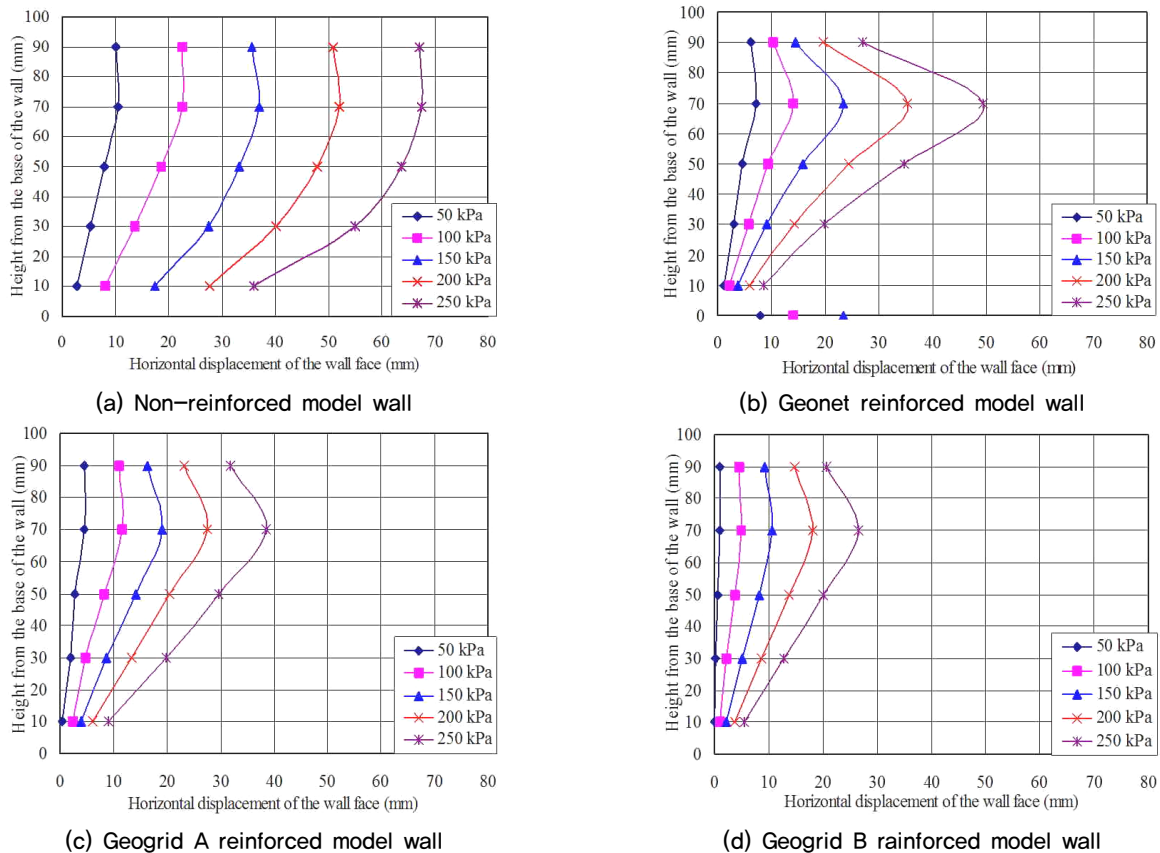 Height from the base of the wall (mm)
100
90
80
70
60
50
40
30
20
10
0
50 kPa
100 kPa
150 kPa
200 kPa
250 kPa
0 10 20 30 40 50 60 70 80
Horizontal displacement of the wall face (mm)
(a) Non-reinforced model wall
Height from the base of the wall (mm)
100
90
80
70
60
50
40
30
20
10
0
50 kPa
100 kPa
150 kPa
200 kPa
250 kPa
0 10 20 30 40 50 60 70 80
Horizontal displacement of the wall face (mm)
(b) Geonet reinforced model wall
Height from the base of the wall (mm)
100
90
80
70
60
50
40
30
20
10
0
50 kPa
100 kPa
150 kPa
200 kPa
250 kPa
0 10 20 30 40 50 60 70 80
Horizontal displacement of the wall face (mm)
(c) Geogrid A reinforced model wall
Height from the base of the wall (mm)
100
90
80
70
60
50
40
30
20
10
0
50 kPa
100 kPa
150 kPa
200 kPa
250 kPa
0 10 20 30 40 50 60 70 80
Horizontal displacement of the wall face (mm)
(d) Geogrid B rainforced model wall